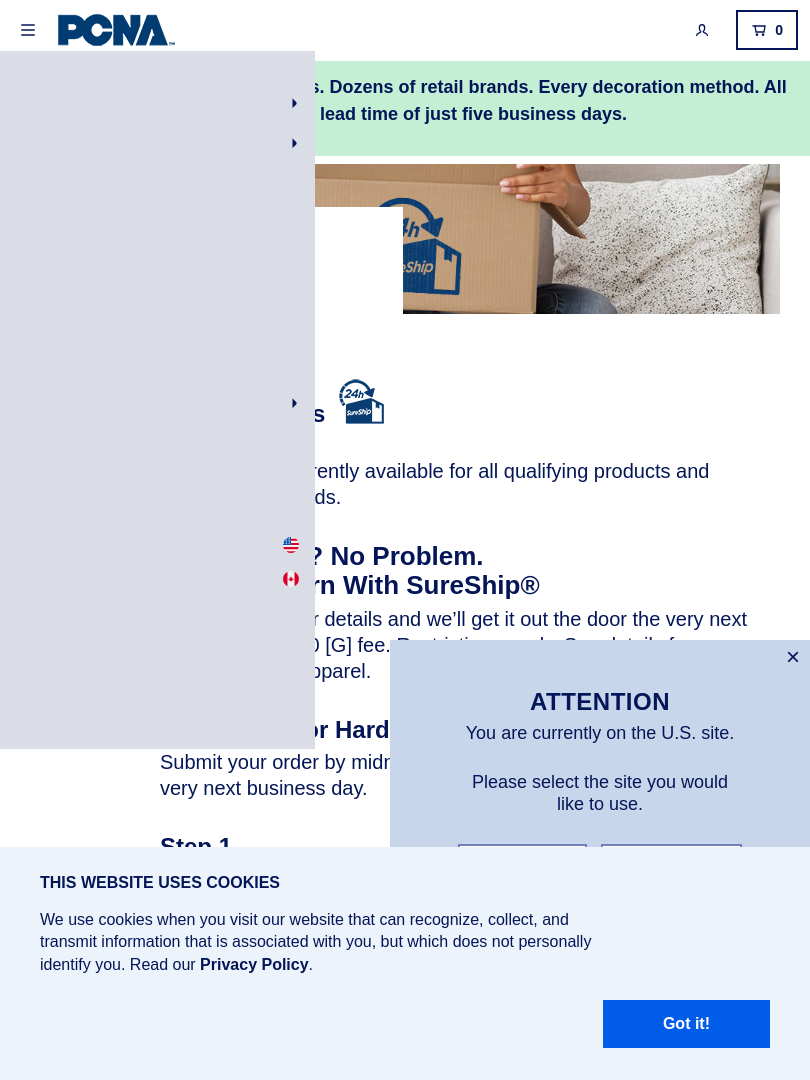 PCNA™
0
s. Dozens of retail brands. Every decoration method. All
lead time of just five business days.
24h
SureShip
rently available for all qualifying products and
ds.
? No Problem.
rn With SureShip®
r details and we’ll get it out the door the very next
0 [G] fee.
pparel.
or Hard
Submit your order by midn
very next business day.
Step 1
×
ATTENTION
You are currently on the U.S. site.
Please select the site you would
like to use.
THIS WEBSITE USES COOKIES
We use cookies when you visit our website that can recognize, collect, and
transmit information that is associated with you, but which does not personally
identify you. Read our Privacy Policy.
Got it!